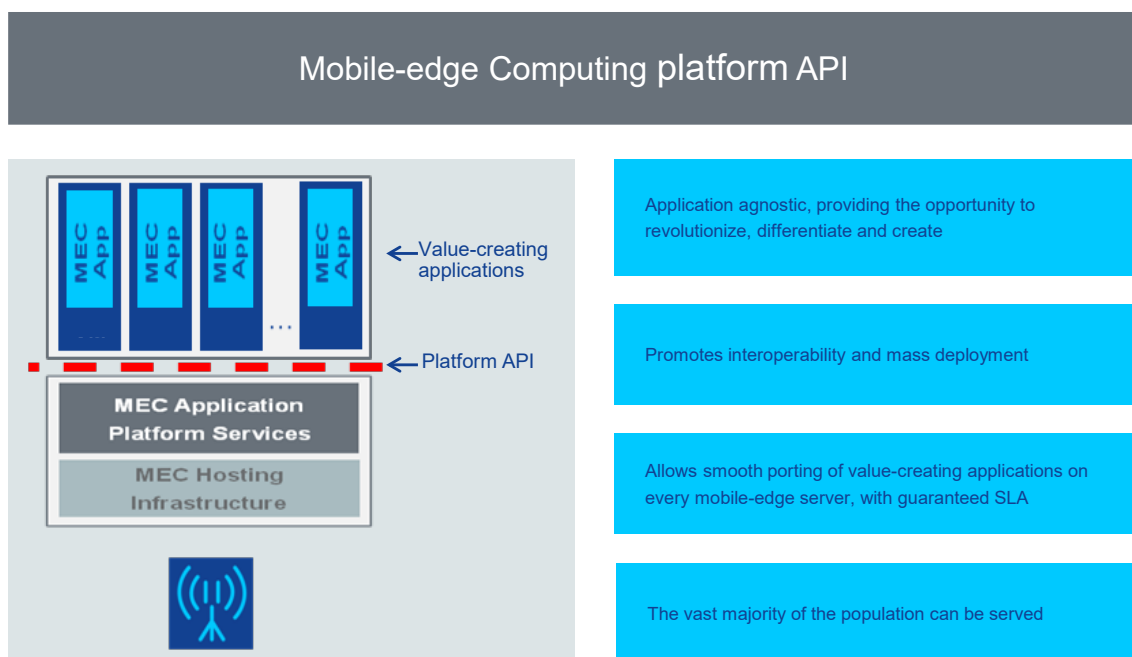 Mobile-edge Computing platform API
MEC
App
MEC
App
MEC
App
...
MEC
App
Value-creating
applications
Platform API
MEC Application
Platform Services
MEC Hosting
Infrastructure
Application agnostic, providing the opportunity to
revolutionize, differentiate and create
Promotes interoperability and mass deployment
Allows smooth porting of value-creating applications on
every mobile-edge server, with guaranteed SLA
The vast majority of the population can be served